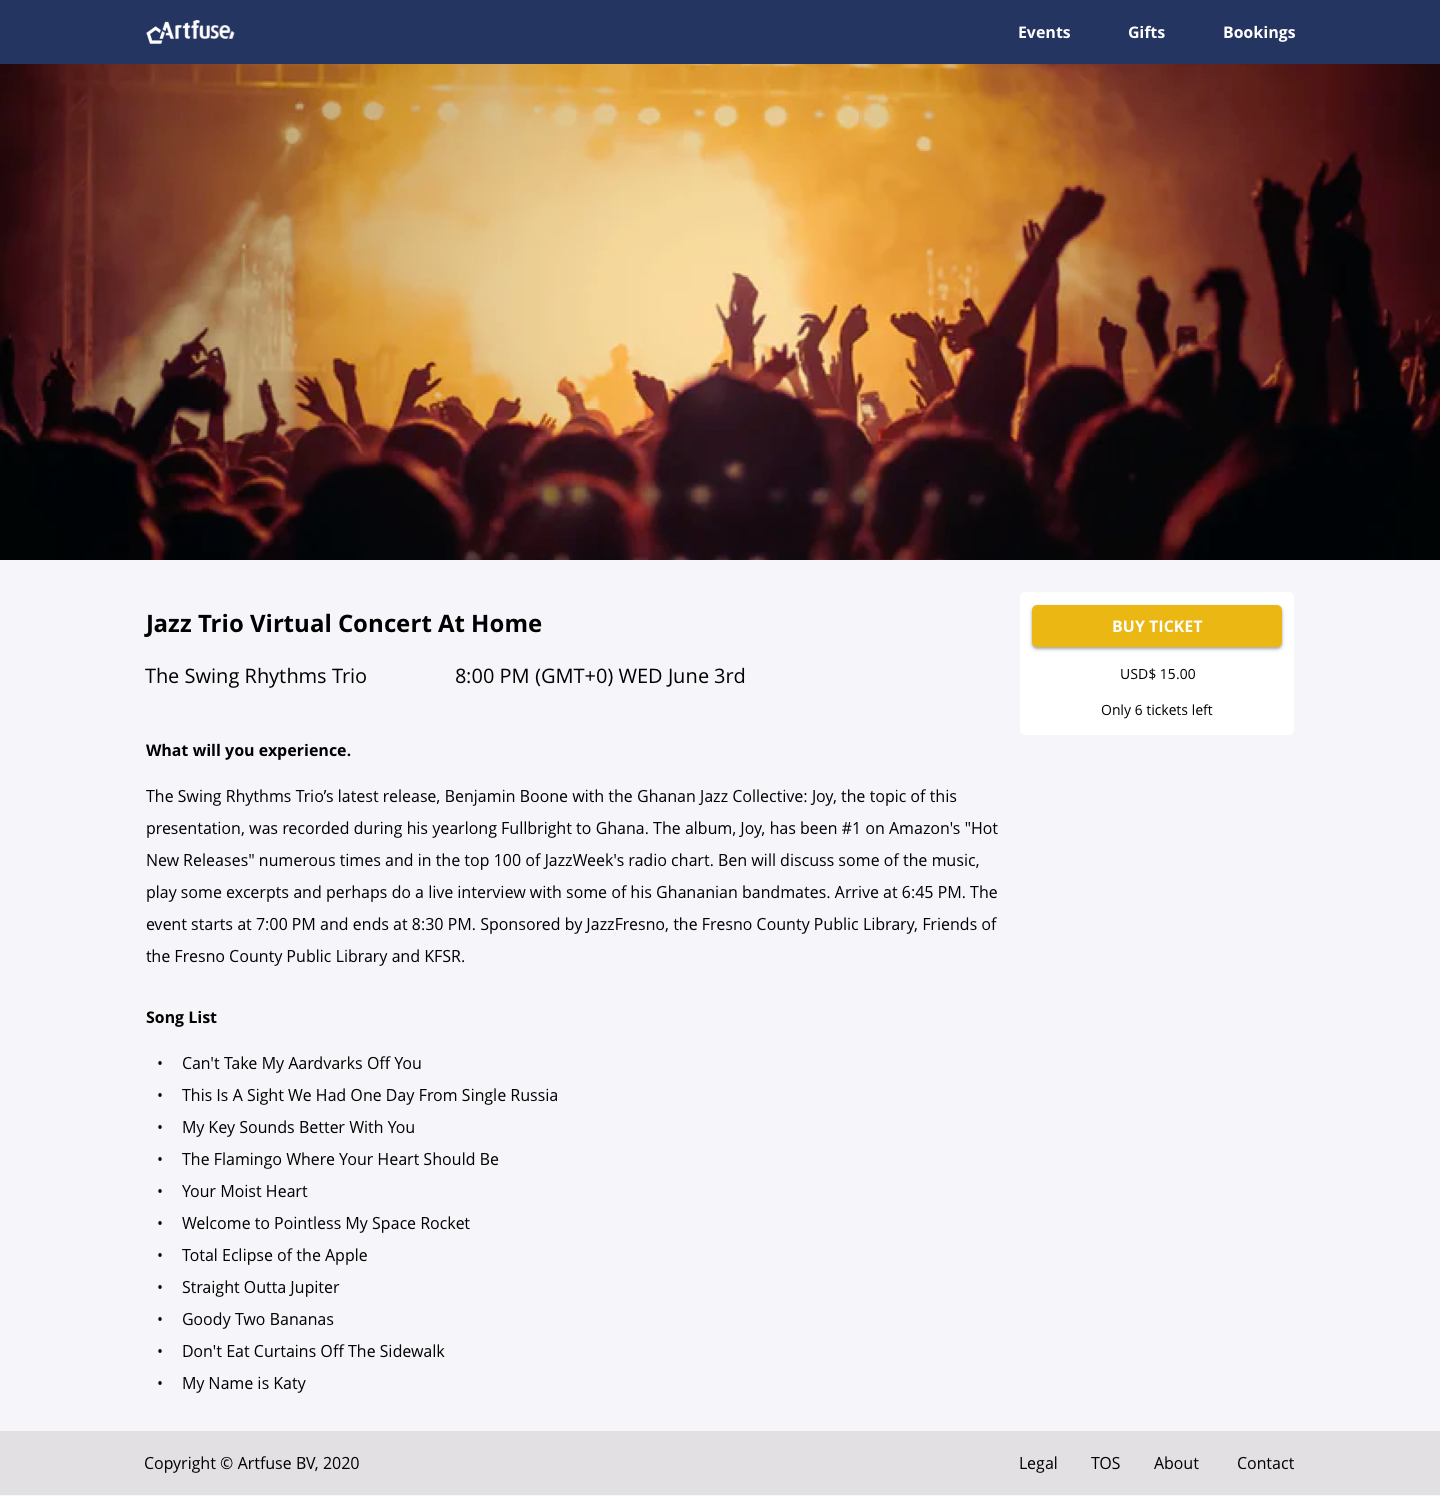 Artfuse
Events Gifts Bookings
Jazz Trio Virtual Concert At Home
The Swing Rhythms Trio 8:00 PM (GMT+0) WED June 3rd
BUY TICKET
USD$ 15.00
Only 6 tickets left
What will you experience.
The Swing Rhythms Trio’s latest release, Benjamin Boone with the Ghanan Jazz Collective: Joy, the topic of this
presentation, was recorded during his yearlong Fullbright to Ghana. The album, Joy, has been #1 on Amazon's "Hot
New Releases" numerous times and in the top 100 of JazzWeek's radio chart. Ben will discuss some of the music,
play some excerpts and perhaps do a live interview with some of his Ghananian bandmates. Arrive at 6:45 PM. The
event starts at 7:00 PM and ends at 8:30 PM. Sponsored by JazzFresno, the Fresno County Public Library, Friends of
the Fresno County Public Library and KFSR.
Song List
• Can't Take My Aardvarks Off You
• This Is A Sight We Had One Day From Single Russia
• My Key Sounds Better With You
• The Flamingo Where Your Heart Should Be
• Your Moist Heart
• Welcome to Pointless My Space Rocket
• Total Eclipse of the Apple
• Straight Outta Jupiter
• Goody Two Bananas
• Don't Eat Curtains Off The Sidewalk
• My Name is Katy
Copyright © Artfuse BV, 2020
Legal TOS About Contact